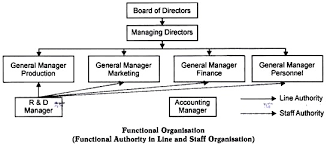 Board of Directors
Managing Directors
General Manager
Production
General Manager
Marketing
General Manager
Finance
General Manager
Personnel
R & D
Manager
Accounting
Manager
Line Authority
Staff Authority
Functional Organisation
(Functional Authority in Line and Staff Organisation)